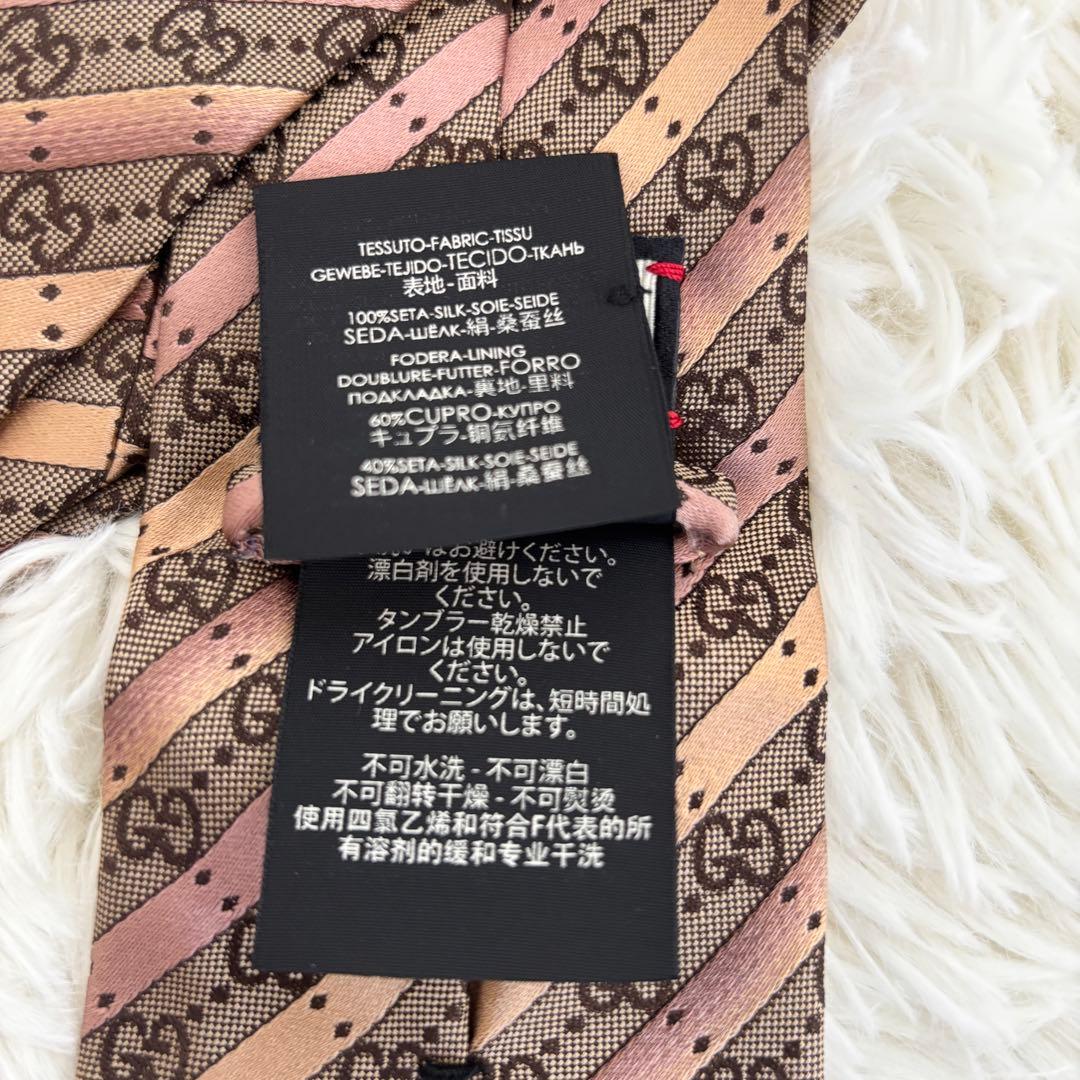 TESSUTO-FABRIC-TISSU
GEWEBE-TEJIDO-TECIDO-ТКАНЬ
表地-面料
100%SETA-SILK-SOIE-SEIDE
SEDA-ШЁЛК-絹-桑蚕丝
FODERA-LINING
DOUBLURE-FUTTER-FORRO
ПОДКЛАДКА-裏地-里料
60%CUPRO-КУПРО
キュプラ-铜氨纤维
40%SETA-SILK-SOIE-SEIDE
SEDA-ШЁЛК-絹-桑蚕丝
はお避けください。
漂白剤を使用しないで
ください。
タンブラー乾燥禁止
アイロンは使用しないで
ください。
ドライクリーニングは、短時間処
理でお願いします。
不可水洗 - 不可漂白
不可翻转干燥 - 不可熨烫
使用四氯乙烯和符合F代表的所
有溶剂的缓和专业干洗